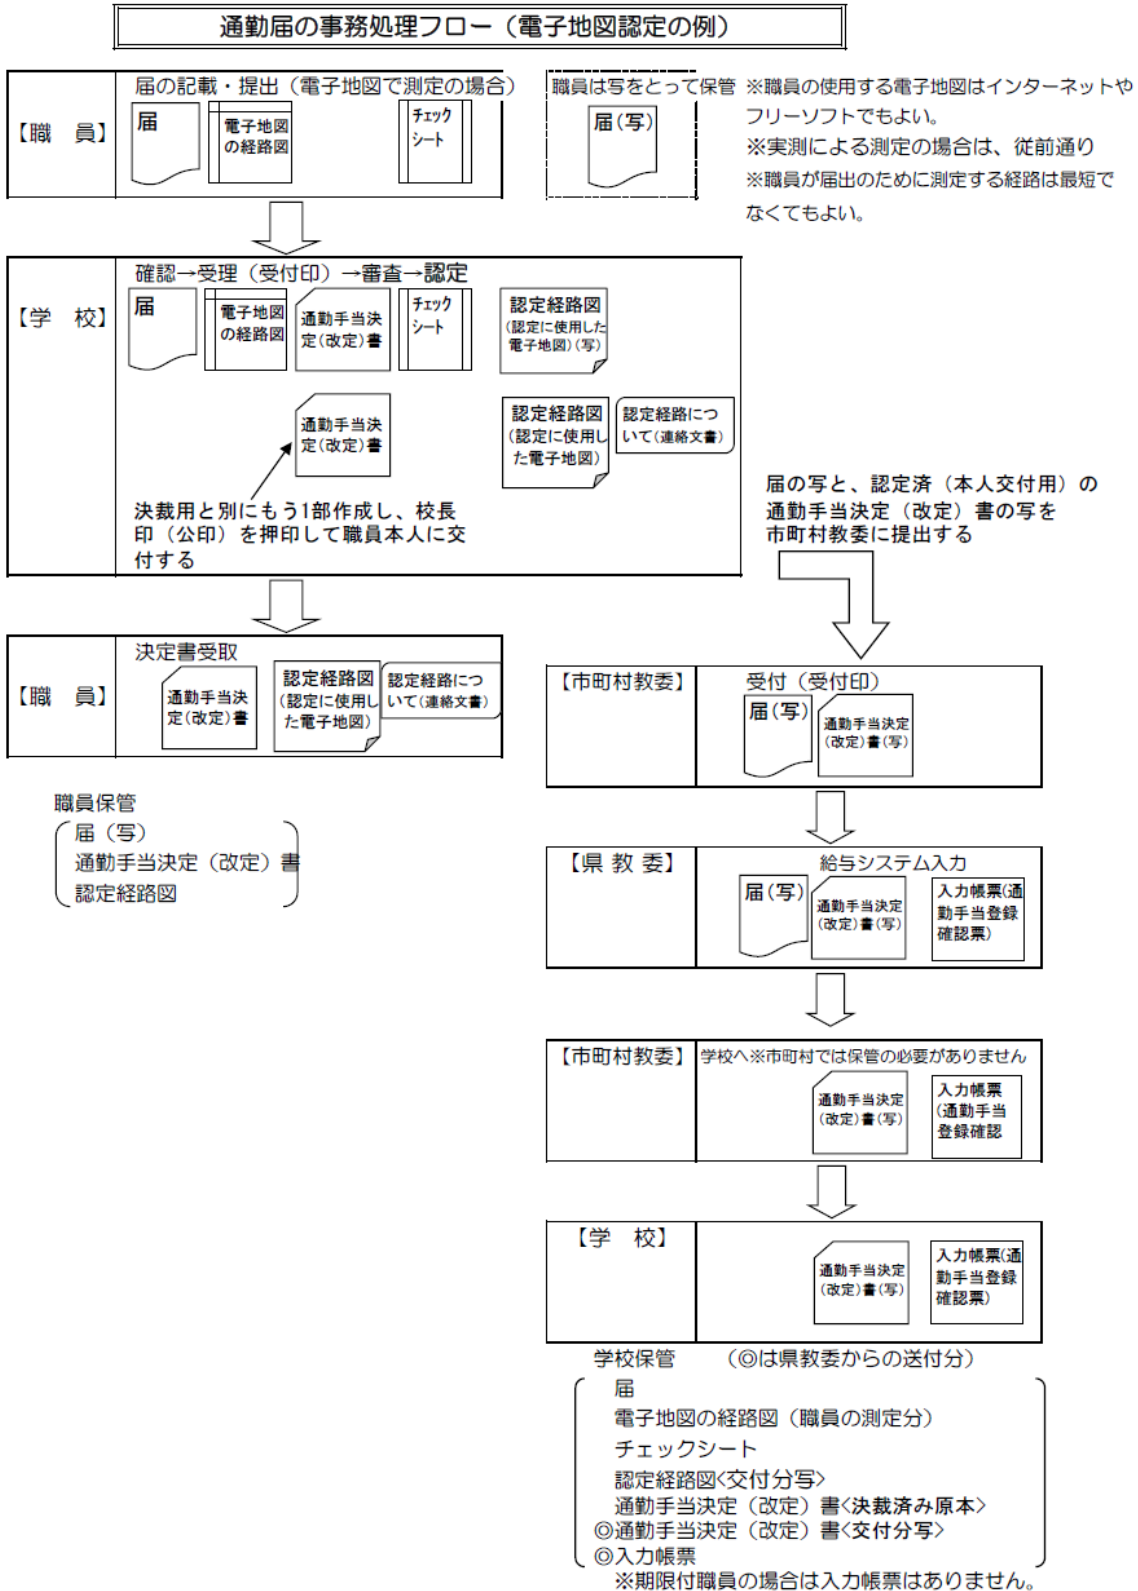 通勤届の事務処理フロー（電子地図認定の例）
【職　員】
届の記載・提出（電子地図で測定の場合）
届
電子地図
の経路図
チェック
シート
職員は写をとって保管
届(写)
※職員の使用する電子地図はインターネットや
フリーソフトでもよい。
※実測による測定の場合は、従前通り
※職員が届出のために測定する経路は最短で
なくてもよい。
【学　校】
確認→受理（受付印）→審査→認定
届
電子地図
の経路図
通勤手当決
定(改定)書
チェック
シート
認定経路図
(認定に使用した
電子地図)(写)
通勤手当決
定(改定)書
認定経路図
(認定に使用し
た電子地図)
認定経路につ
いて(連絡文書)
決裁用と別にもう1部作成し、校長
印（公印）を押印して職員本人に交
付する
届の写と、認定済（本人交付用）の
通勤手当決定（改定）書の写を
市町村教委に提出する
【職　員】
決定書受取
通勤手当決
定(改定)書
認定経路図
(認定に使用し
た電子地図)
認定経路につ
いて(連絡文書)
職員保管
届（写）
通勤手当決定（改定）書
認定経路図
【市町村教委】
受付（受付印）
届(写)
通勤手当決定
(改定)書(写)
【県 教 委】
給与システム入力
届(写)
通勤手当決定
(改定)書(写)
入力帳票(通
勤手当登録
確認票)
【市町村教委】
学校へ※市町村では保管の必要がありません
通勤手当決定
(改定)書(写)
入力帳票
(通勤手当
登録確認
【学　校】
通勤手当決定
(改定)書(写)
入力帳票(通
勤手当登録
確認票)
学校保管　　（◎は県教委からの送付分）
届
電子地図の経路図（職員の測定分）
チェックシート
認定経路図<交付分写>
通勤手当決定（改定）書<決裁済み原本>
◎通勤手当決定（改定）書<交付分写>
◎入力帳票
※期限付職員の場合は入力帳票はありません。